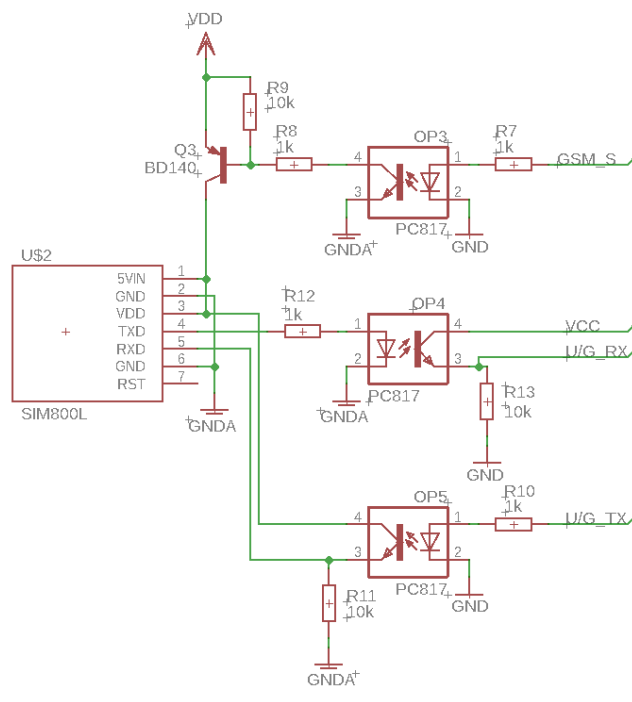 VDD
R9
10k
R8
1k
Q3
BD140
OP3
4
1
3
2
PC817
GNDA
GND
R7
1k
GSM_S
U$2
5VIN 1
GND 2
VDD 3
TXD 4
RXD 5
GND 6
RST 7
SIM800L
GNDA
R12
1k
OP4
1
4
2
3
PC817
GNDA
VCC
U/G_RX
R13
10k
GND
OP5
4
1
3
2
PC817
GND
R10
1k
U/G_TX
R11
10k
GNDA